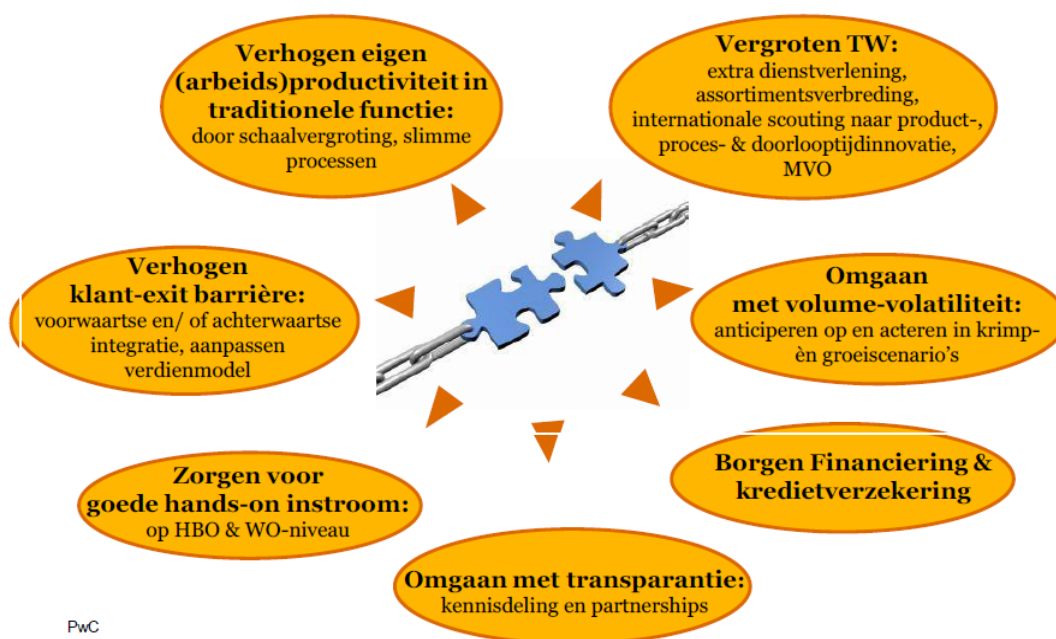 Verhogen eigen
(arbeids)productiviteit in
traditionele functie:
door schaalvergroting, slimme
processen
Vergroten TW:
extra dienstverlening,
assortimentsverbreding,
internationale scouting naar product-,
proces- & doorlooptijdinnovatie,
MVO
Verhogen
klant-exit barrière:
voorwaartse en/ of achterwaartse
integratie, aanpassen
verdienmodel
Omgaan
met volume-volatiliteit:
anticiperen op en acteren in krimp-
èn groeiscenario's
Zorgen voor
goede hands-on instroom:
op HBO & WO-niveau
Borgen Financiering &
kredietverzekering
Omgaan met transparantie:
kennisdeling en partnerships
PwC